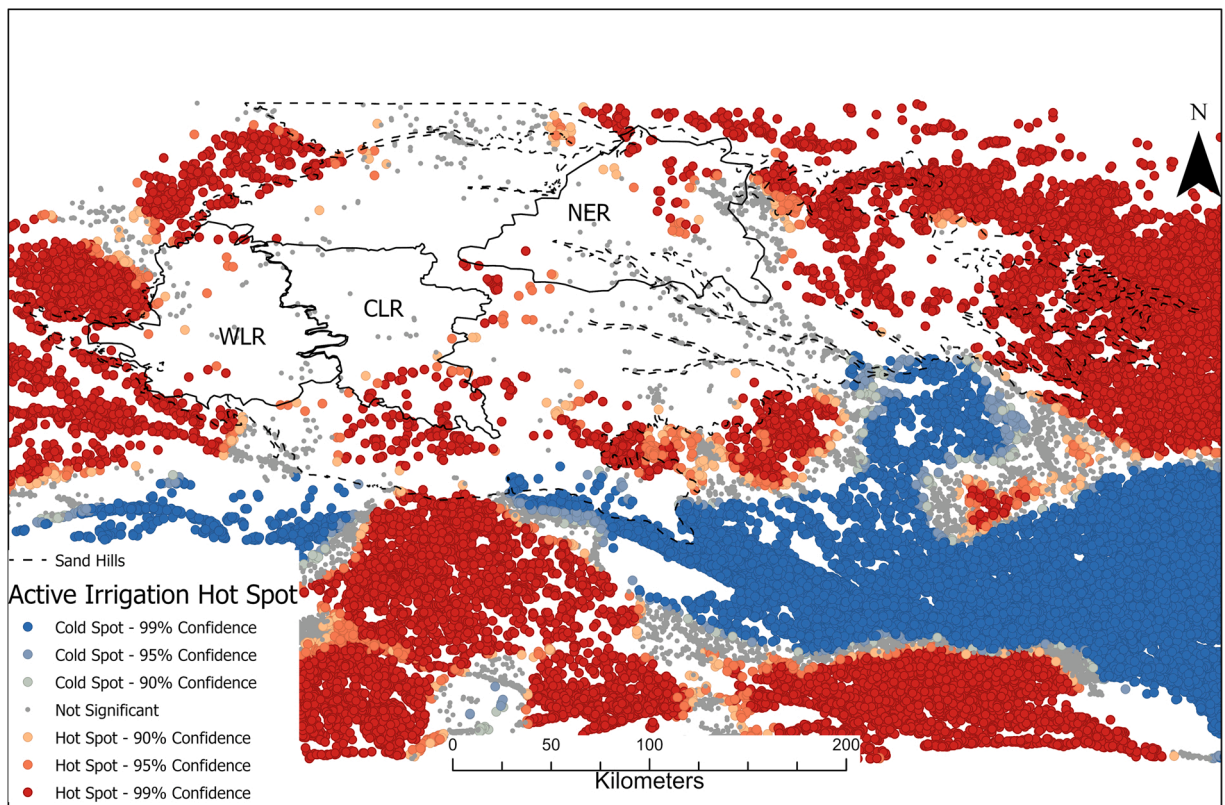 N
NER
CLR
WLR
Sand Hills
Active Irrigation Hot Spot
Cold Spot - 99% Confidence
Cold Spot - 95% Confidence
Cold Spot - 90% Confidence
Not Significant
Hot Spot - 90% Confidence
Hot Spot - 95% Confidence
Hot Spot - 99% Confidence
0 50 100 200
Kilometers